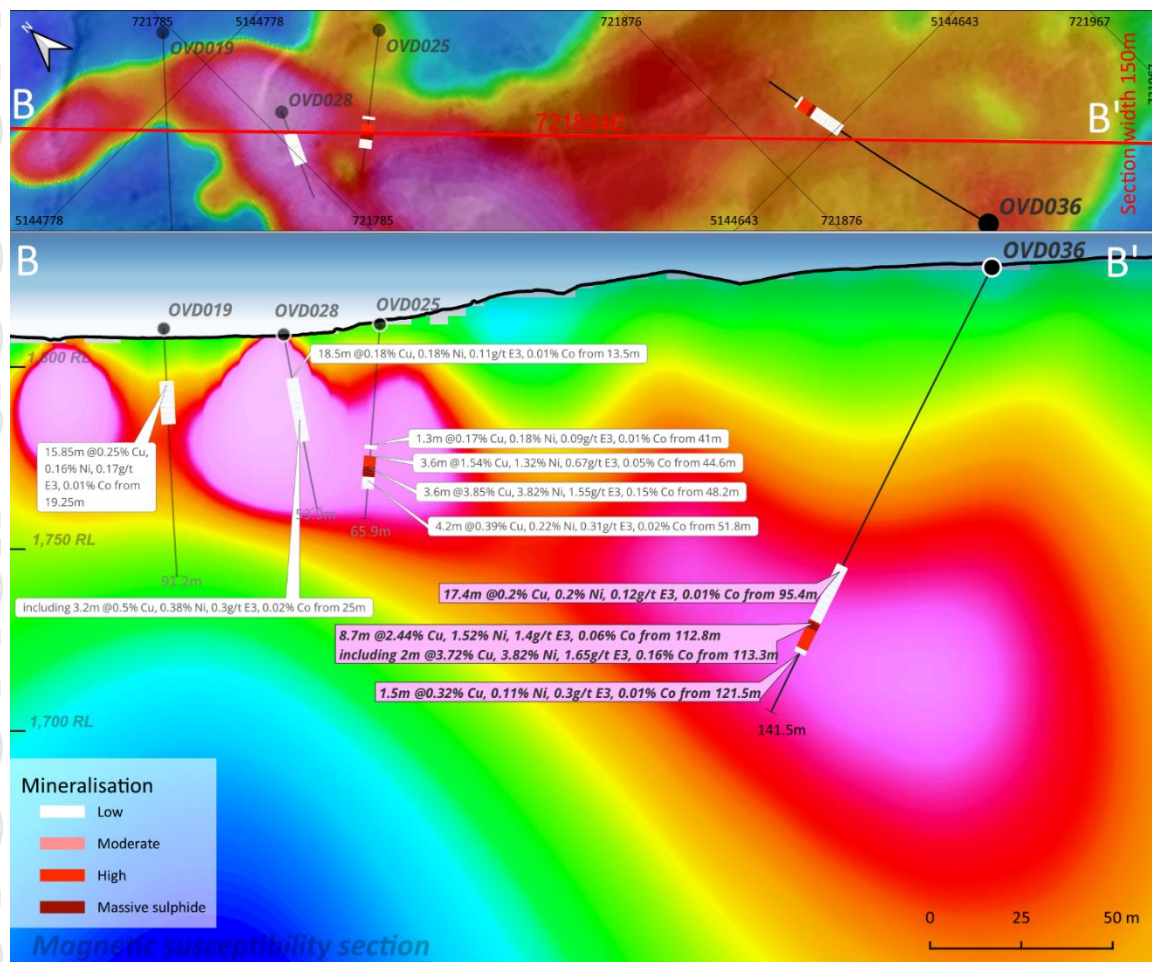 721785
5144778
721876
5144643
721967
N
OVD019
OVD025
OVD028
B
721844E
B'
Section width 150m
721967
5144778
721785
5144643
721876
OVD036
B
OVD036
B'
OVD019
OVD028
OVD025
1,800 RL
18.5m @0.18% Cu, 0.18% Ni, 0.11g/t E3, 0.01% Co from 13.5m
15.85m @0.25% Cu,
0.16% Ni, 0.17g/t
E3, 0.01% Co from
19.25m
1.3m @0.17% Cu, 0.18% Ni, 0.09g/t E3, 0.01% Co from 41m
3.6m @1.54% Cu, 1.32% Ni, 0.67g/t E3, 0.05% Co from 44.6m
3.6m @3.85% Cu, 3.82% Ni, 1.55g/t E3, 0.15% Co from 48.2m
4.2m @0.39% Cu, 0.22% Ni, 0.31g/t E3, 0.02% Co from 51.8m
65.9m
1,750 RL
91.2m
including 3.2m @0.5% Cu, 0.38% Ni, 0.3g/t E3, 0.02% Co from 25m
17.4m @0.2% Cu, 0.2% Ni, 0.12g/t E3, 0.01% Co from 95.4m
8.7m @2.44% Cu, 1.52% Ni, 1.4g/t E3, 0.06% Co from 112.8m
including 2m @3.72% Cu, 3.82% Ni, 1.65g/t E3, 0.16% Co from 113.3m
1.5m @0.32% Cu, 0.11% Ni, 0.3g/t E3, 0.01% Co from 121.5m
141.5m
1,700 RL
Mineralisation
Low
Moderate
High
Massive sulphide
0 25 50 m
Magnetic susceptibility section